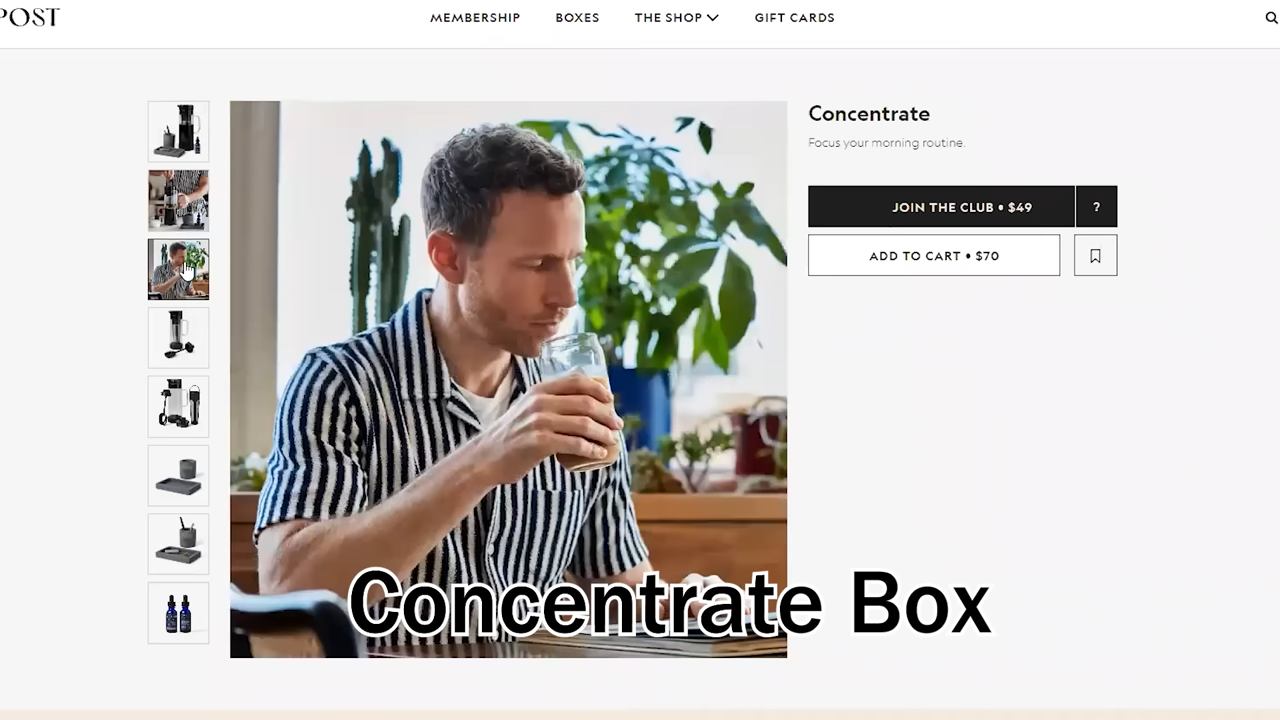 POST
MEMBERSHIP
BOXES
THE SHOP
GIFT CARDS
Concentrate
Focus your morning routine.
JOIN THE CLUB • $49
?
ADD TO CART • $70
Concentrate Box